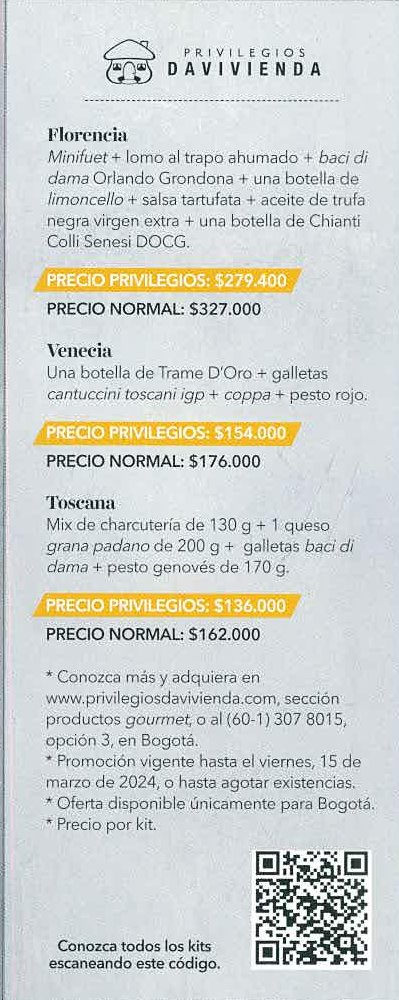 PRIVILEGIOS
DAVIVIENDA
Florencia
Minifuet + lomo al trapo ahumado + baci di
dama Orlando Grondona + una botella de
limoncello + salsa tartufata + aceite de trufa
negra virgen extra + una botella de Chianti
Colli Senesi DOCG.
PRECIO PRIVILEGIOS: $279.400
PRECIO NORMAL: $327.000
Venecia
Una botella de Trame D'Oro + galletas
cantuccini toscani igp + coppa + pesto rojo.
PRECIO PRIVILEGIOS: $154.000
PRECIO NORMAL: $176.000
Toscana
Mix de charcutería de 130 g + 1 queso
grana padano de 200 g + galletas baci di
dama + pesto genovés de 170 g.
PRECIO PRIVILEGIOS: $136.000
PRECIO NORMAL: $162.000
* Conozca más y adquiera en
www.privilegiosdavivienda.com, sección
productos gourmet, o al (60-1) 307 8015,
opción 3, en Bogotá.
* Promoción vigente hasta el viernes, 15 de
marzo de 2024, o hasta agotar existencias.
* Oferta disponible únicamente para Bogotá.
* Precio por kit.
Conozca todos los kits
escaneando este código.